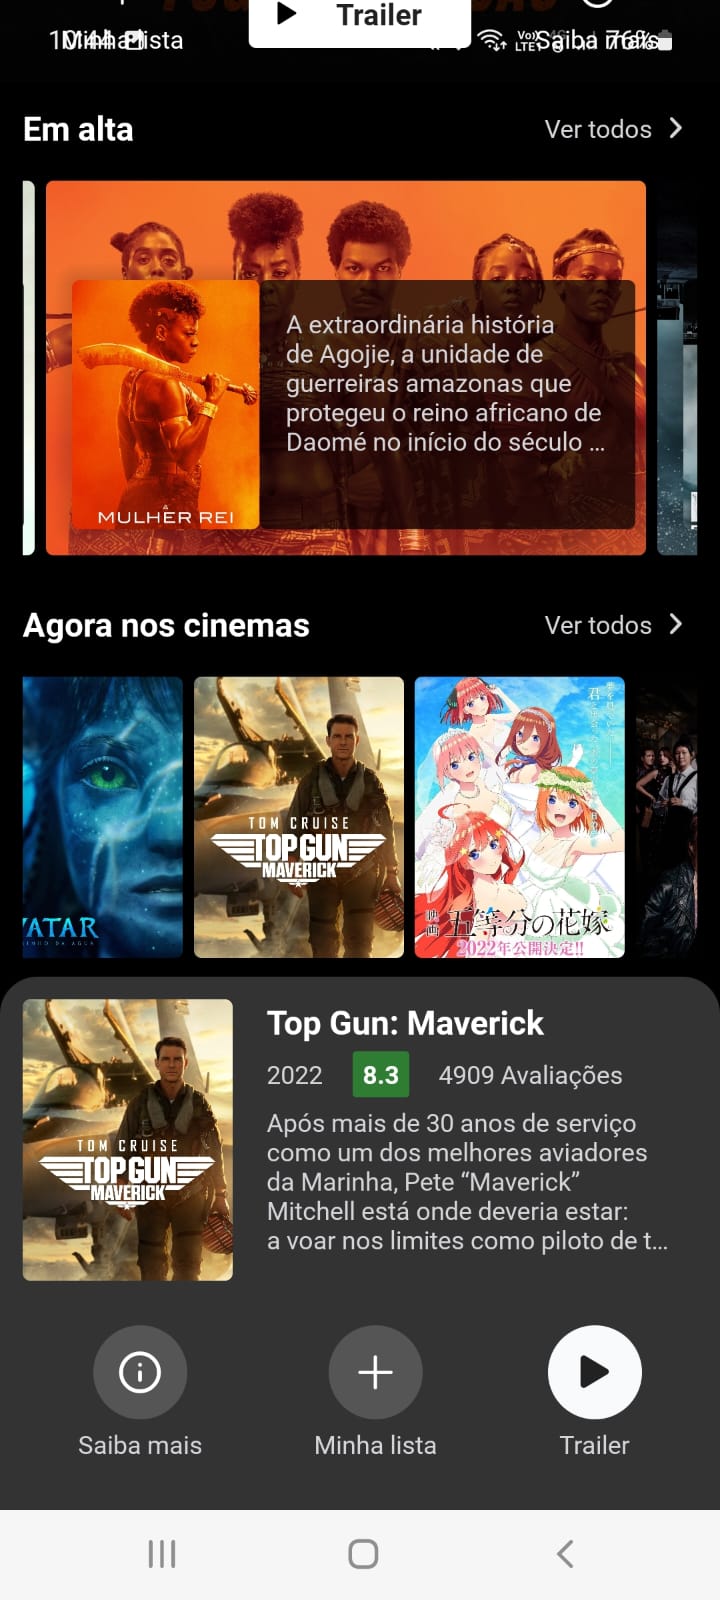 Trailer
10:44 Minha lista
Saiba mais 76%
Em alta
Ver todos
A extraordinária história
de Agojie, a unidade de
guerreiras amazonas que
protegeu o reino africano de
Daomé no início do século ...
A
MULHER REI
Agora nos cinemas
Ver todos
VATAR
TOM CRUISE
TOP GUN
MAVERICK
映画 五等分の花嫁
2022年公開決定!!
Top Gun: Maverick
2022 8.3 4909 Avaliações
TOM CRUISE
TOP GUN
MAVERICK
Após mais de 30 anos de serviço
como um dos melhores aviadores
da Marinha, Pete “Maverick”
Mitchell está onde deveria estar:
a voar nos limites como piloto de t...
Saiba mais
Minha lista
Trailer